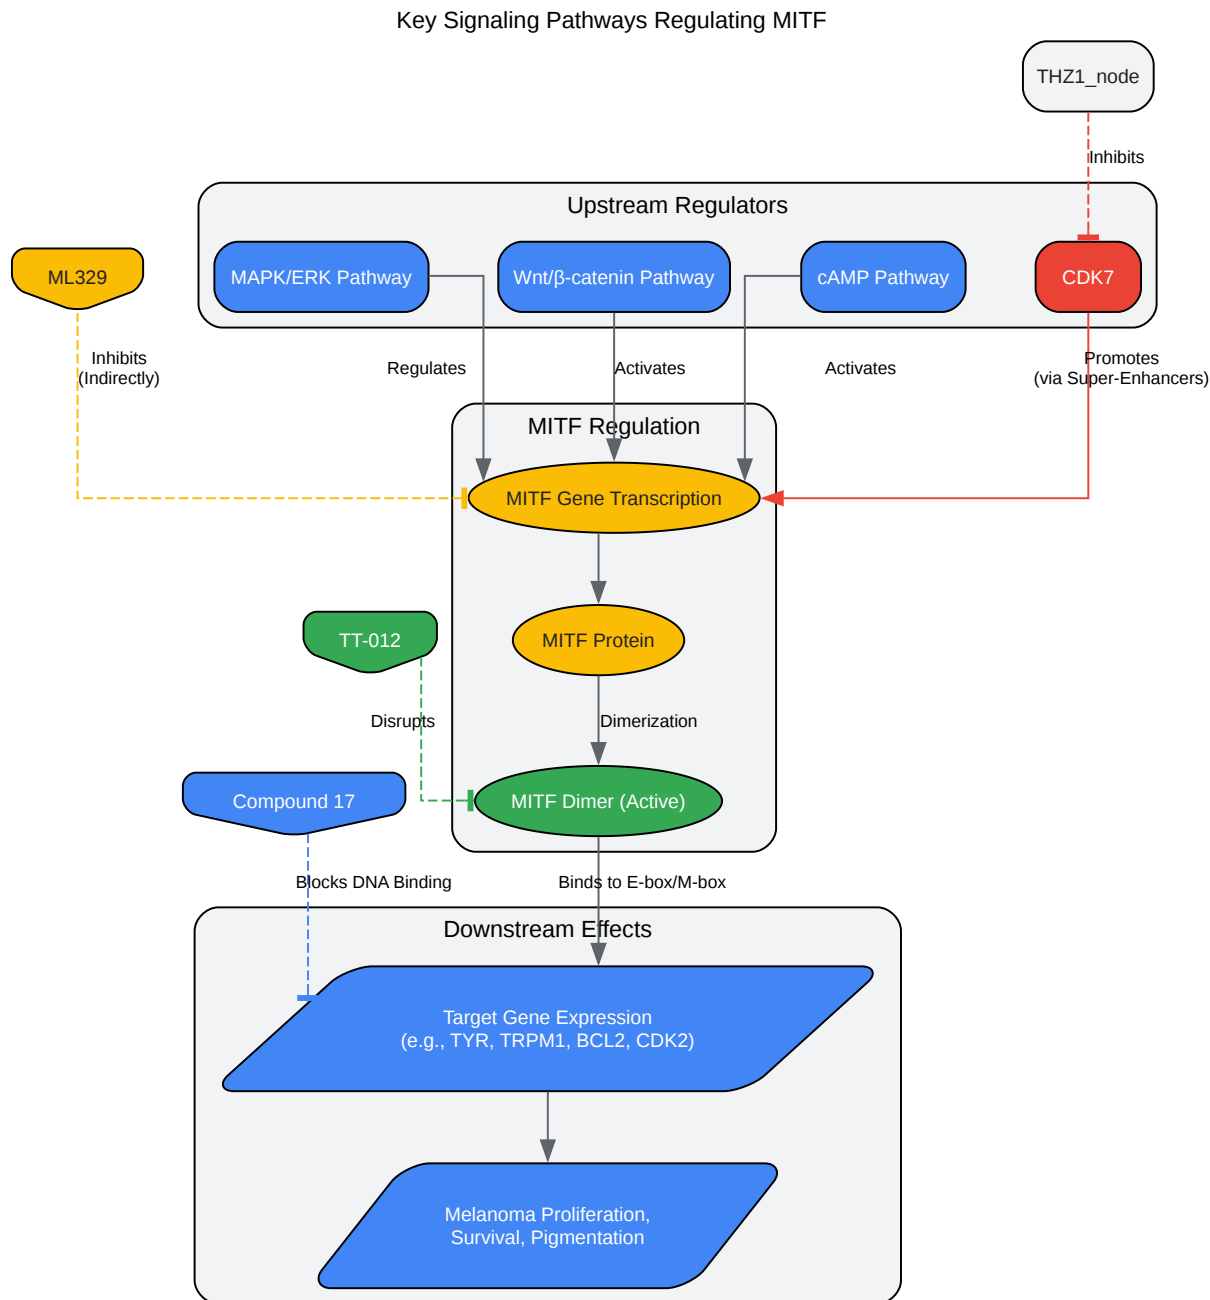 Key Signaling Pathways Regulating MITF
THZ1_node
Inhibits
Upstream Regulators
ML329
MAPK/ERK Pathway
Wnt/β-catenin Pathway
cAMP Pathway
CDK7
Inhibits
(Indirectly)
Regulates
Activates
Activates
Promotes
(via Super-Enhancers)
MITF Regulation
MITF Gene Transcription
TT-012
MITF Protein
Disrupts
Dimerization
Compound 17
MITF Dimer (Active)
Blocks DNA Binding
Binds to E-box/M-box
Downstream Effects
Target Gene Expression
(e.g., TYR, TRPM1, BCL2, CDK2)
Melanoma Proliferation,
Survival, Pigmentation